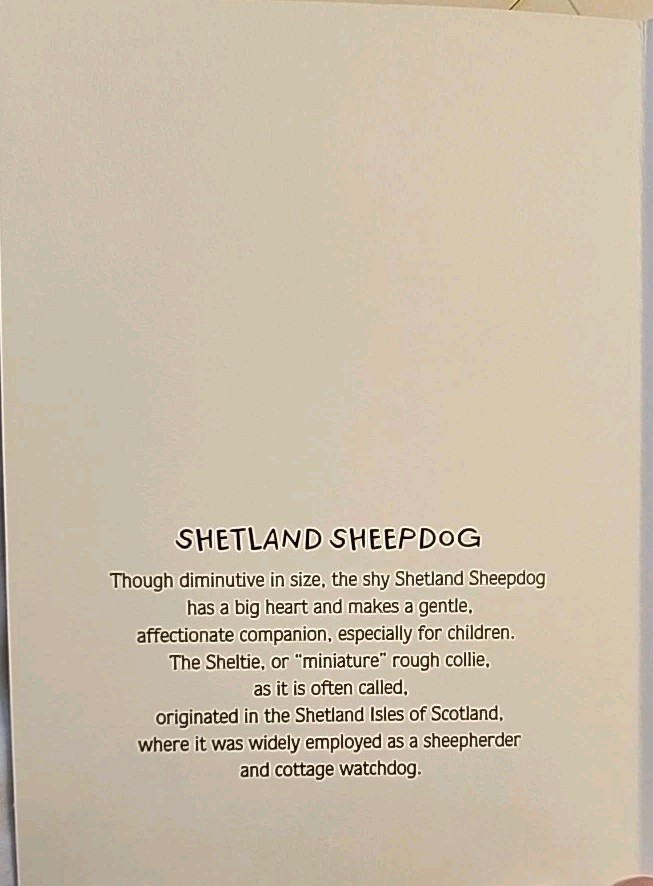 SHETLAND SHEEPDOG
Though diminutive in size, the shy Shetland Sheepdog
has a big heart and makes a gentle,
affectionate companion, especially for children.
The Sheltie, or “miniature” rough collie,
as it is often called,
originated in the Shetland Isles of Scotland,
where it was widely employed as a sheepherder
and cottage watchdog.